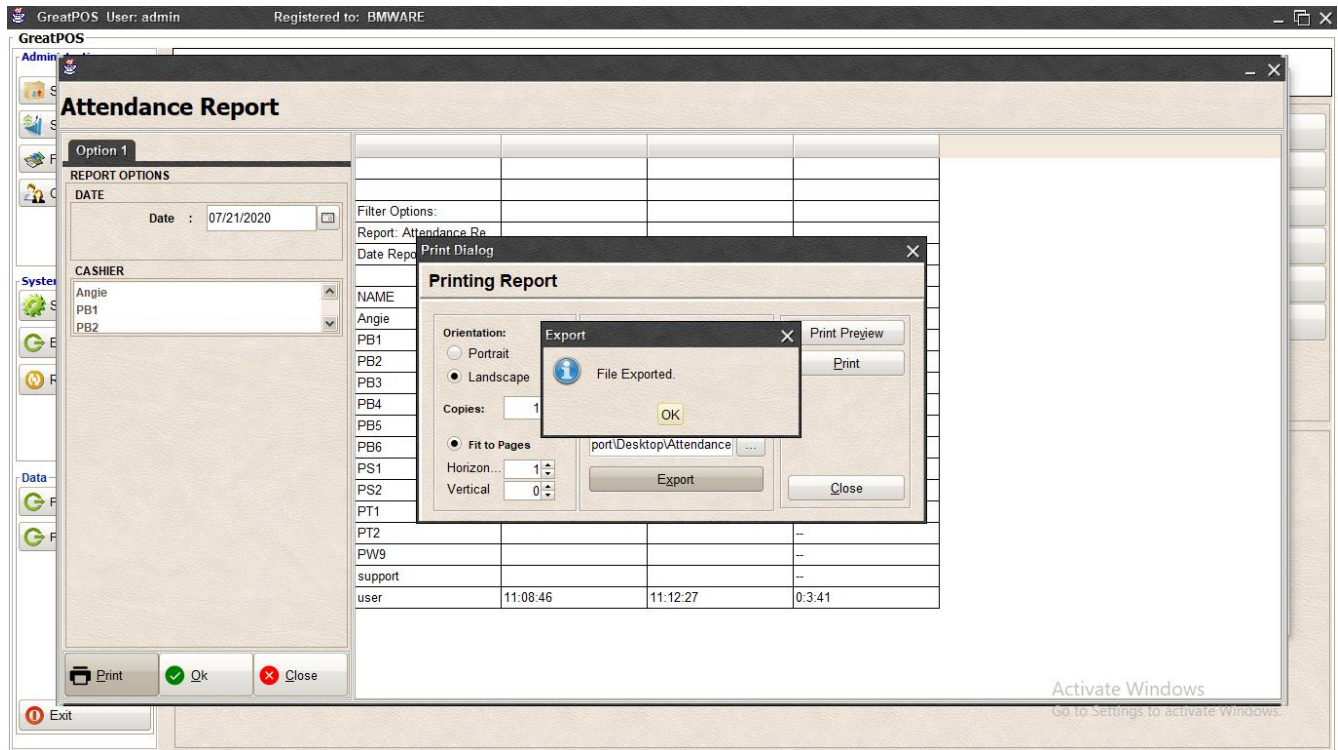 GreatPOS User: admin Registered to: BMWARE
GreatPOS
Attendance Report
Option 1
REPORT OPTIONS
DATE
Date : 07/21/2020
CASHIER
Angie
PB1
PB2
Print
Ok
Close
Filter Options:
Report: Attendance Re
Date Repo
NAME
Angie
PB1
PB2
PB3
PB4
PB5
PB6
PS1
PS2
PT1
PT2 --
PW9 --
support --
user 11:08:46 11:12:27 0:3:41
Print Dialog
Printing Report
Orientation:
Portrait
Landscape
Copies: 1
Fit to Pages
Horizon... 1
Vertical 0
port\Desktop\Attendance ...
Export
Print Preview
Print
Close
Export
File Exported.
OK
Data
Exit
Activate Windows
Go to Settings to activate Windows.